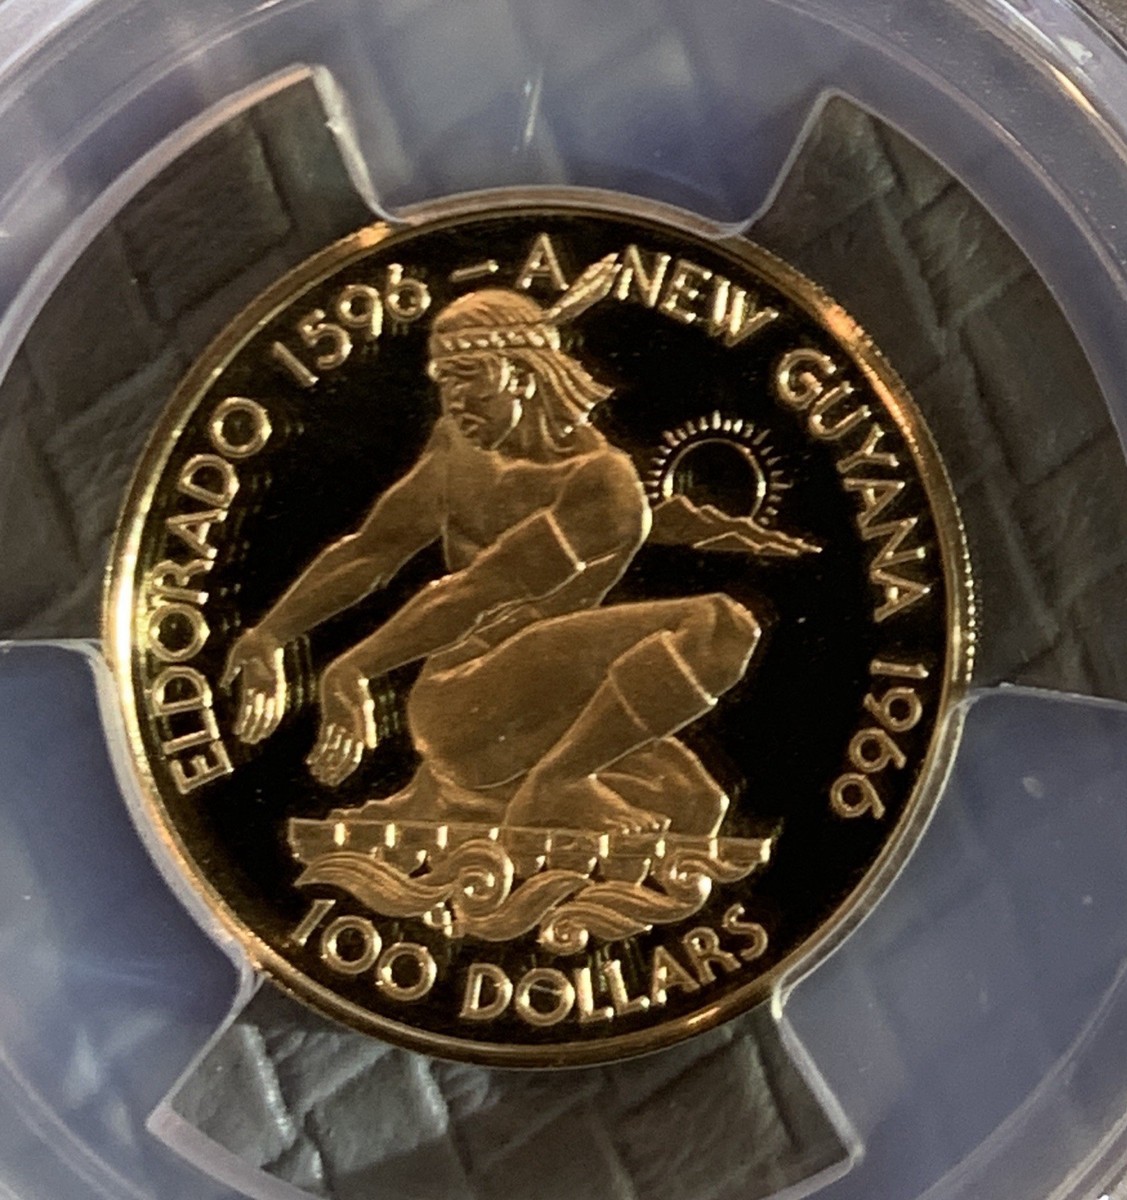 ELDORADO 1596 – A NEW GUYANA 1966
100 DOLLARS